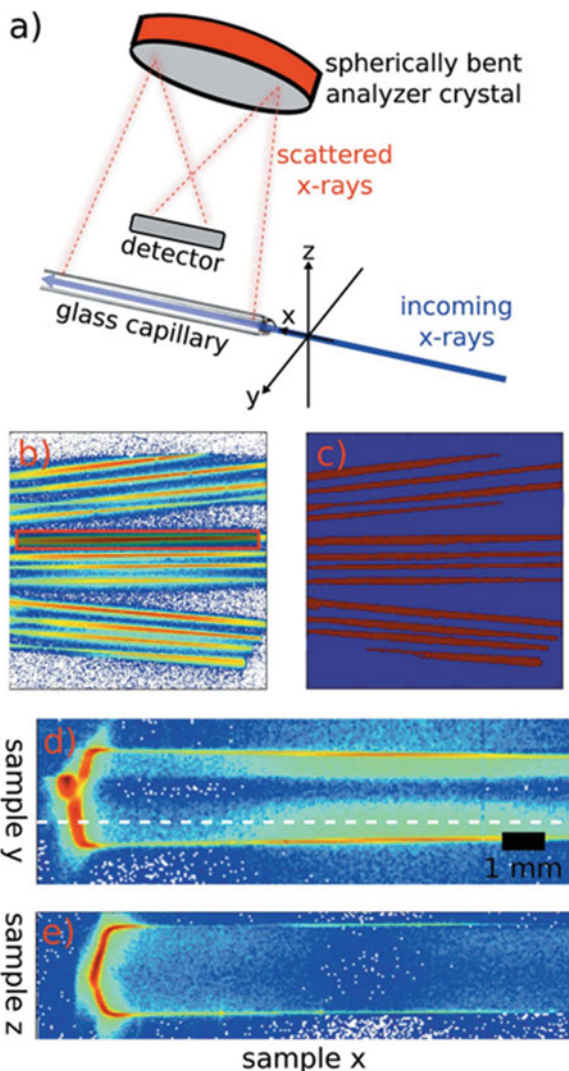 a)
spherically bent
analyzer crystal
scattered
x-rays
detector
z
x
glass capillary
incoming
x-rays
y
b)
c)
d)
sample y
1 mm
e)
sample z
sample x